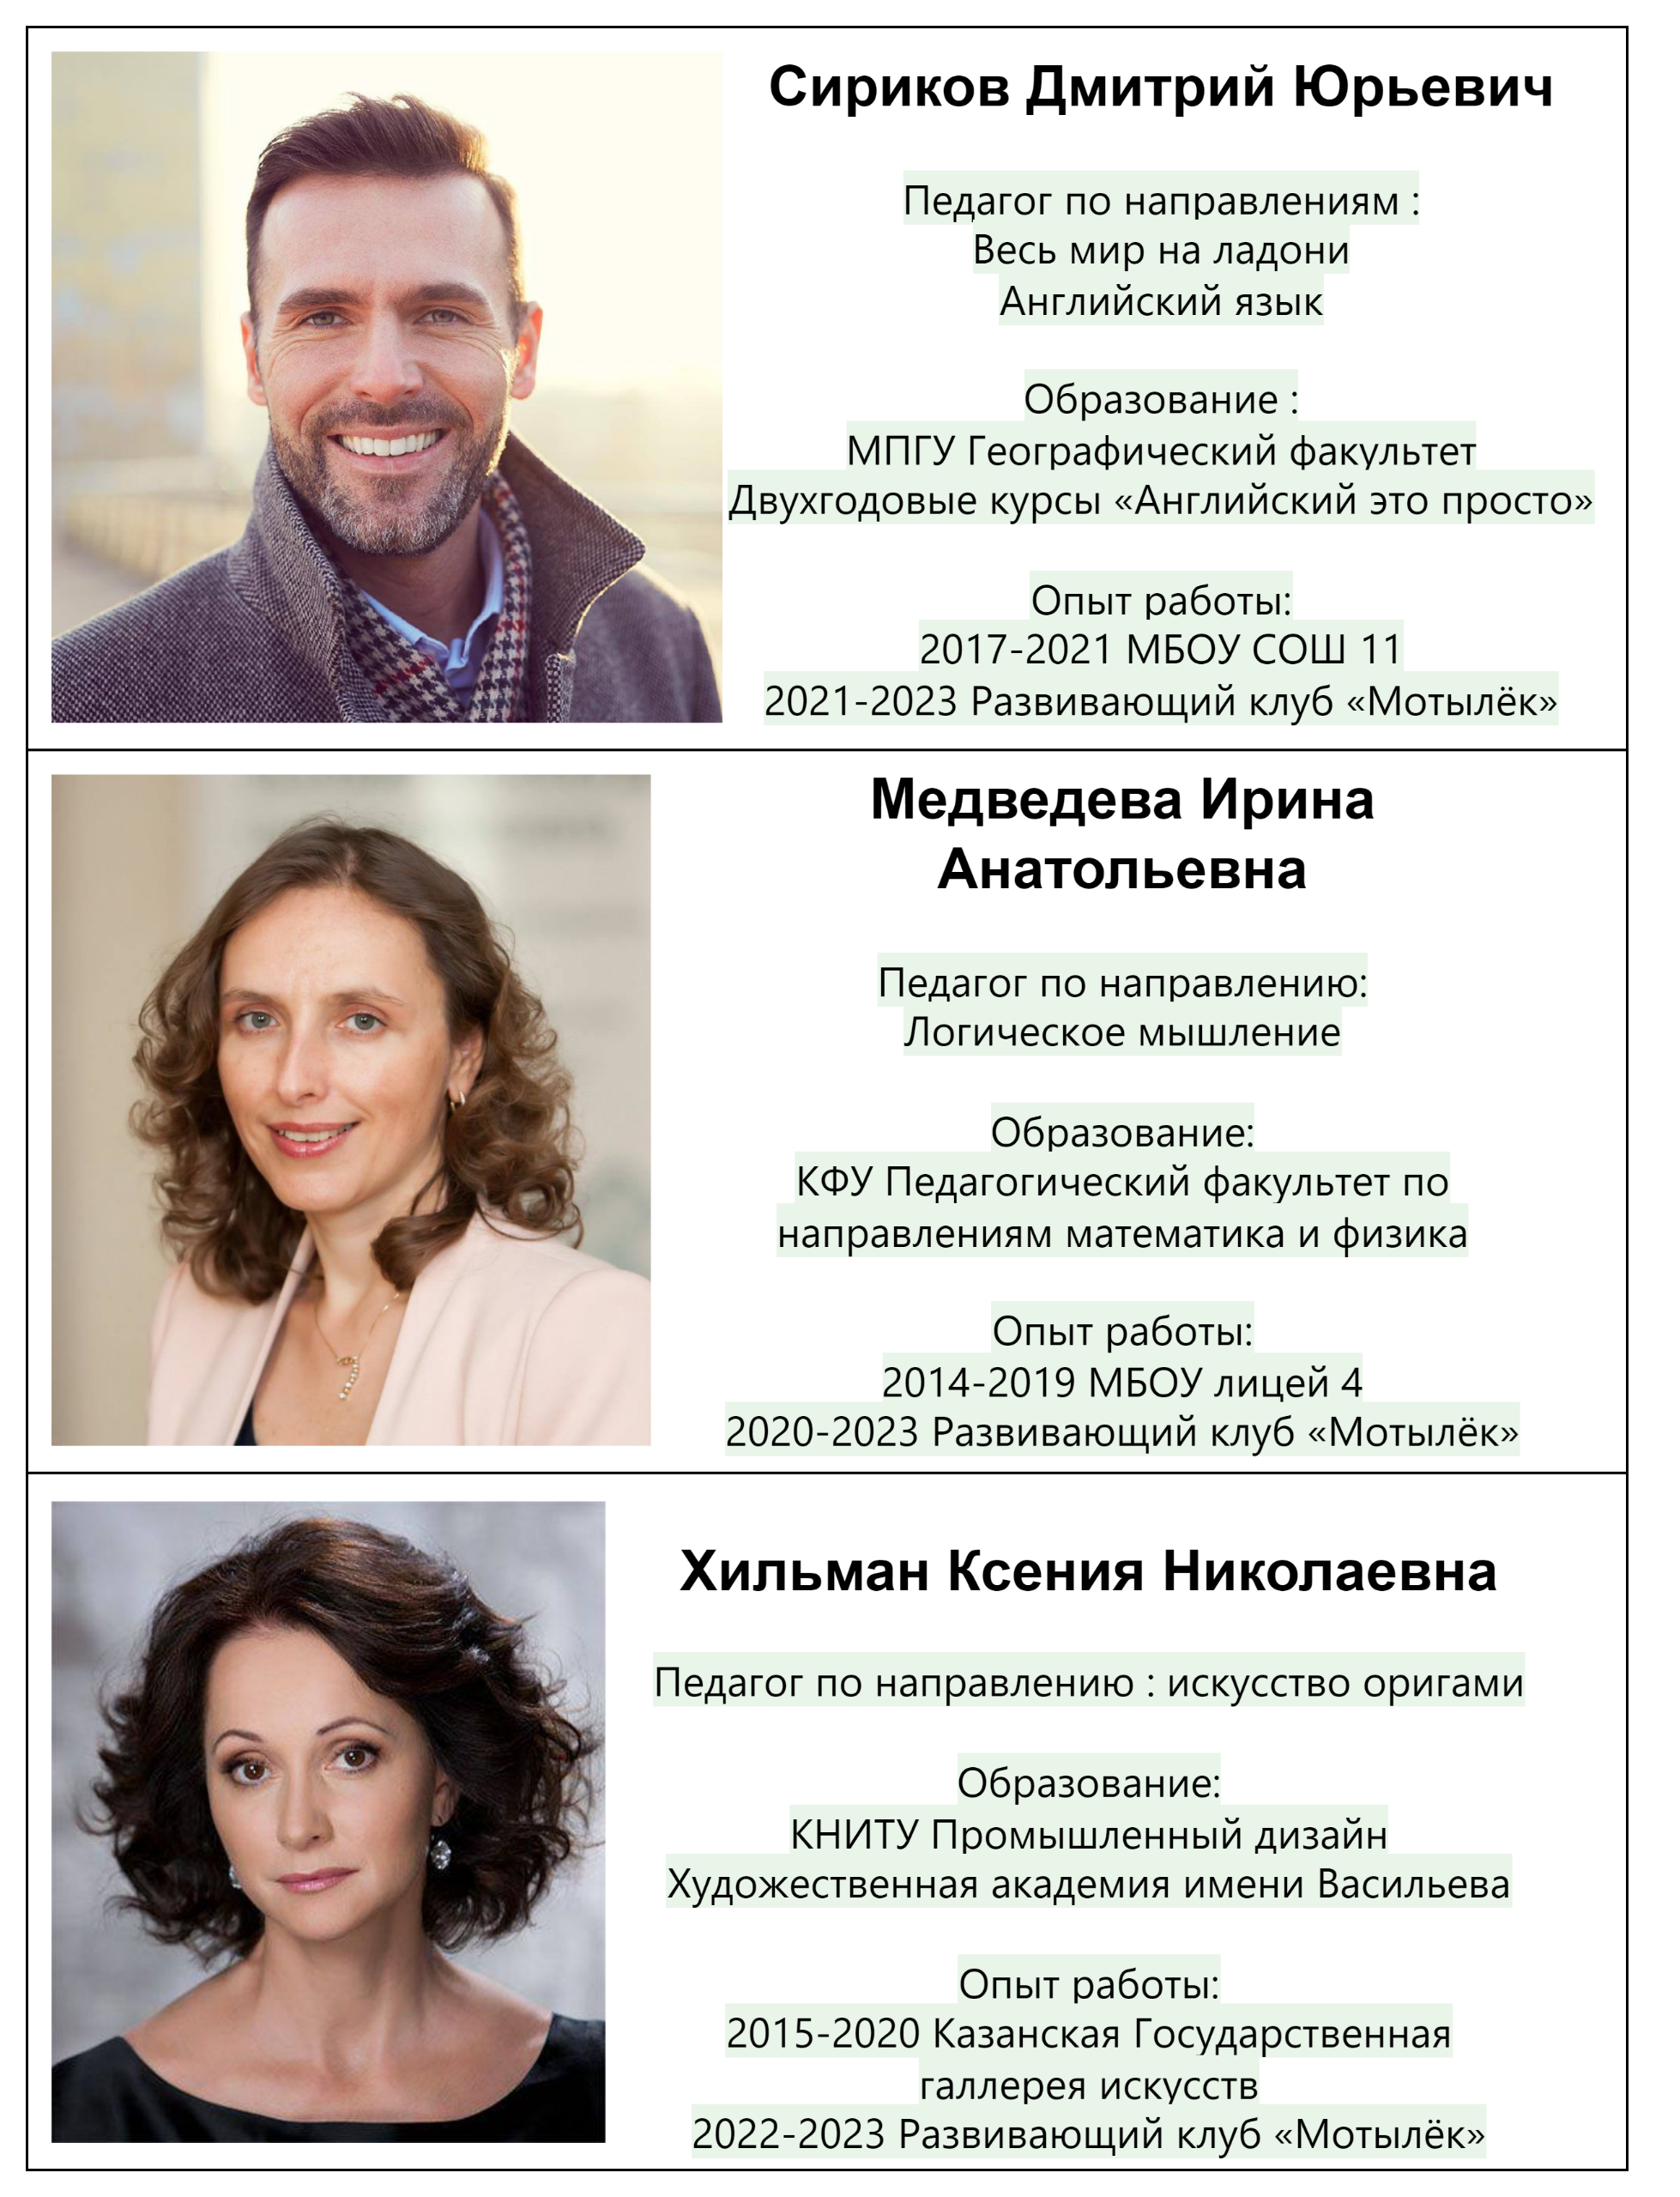 Сириков Дмитрий Юрьевич
Педагог по направлениям :
Весь мир на ладони
Английский язык
Образование :
МПГУ Географический факультет
Двухгодовые курсы «Английский это просто»
Опыт работы:
2017-2021 МБОУ СОШ 11
2021-2023 Развивающий клуб «Мотылёк»
Медведева Ирина
Анатольевна
Педагог по направлению:
Логическое мышление
Образование:
КФУ Педагогический факультет по
направлениям математика и физика
Опыт работы:
2014-2019 МБОУ лицей 4
2020-2023 Развивающий клуб «Мотылёк»
Хильман Ксения Николаевна
Педагог по направлению : искусство оригами
Образование:
КНИТУ Промышленный дизайн
Художественная академия имени Васильева
Опыт работы:
2015-2020 Казанская Государственная
галлерея искусств
2022-2023 Развивающий клуб «Мотылёк»